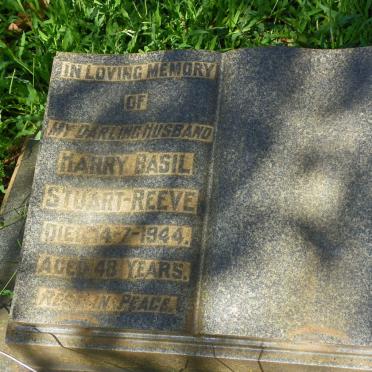 IN LOVING MEMORY
OF
MY DARLING HUSBAND
HARRY BASIL
STUART-REEVE
DIED 4-7-1944.
AGED 48 YEARS.
REST IN PEACE.